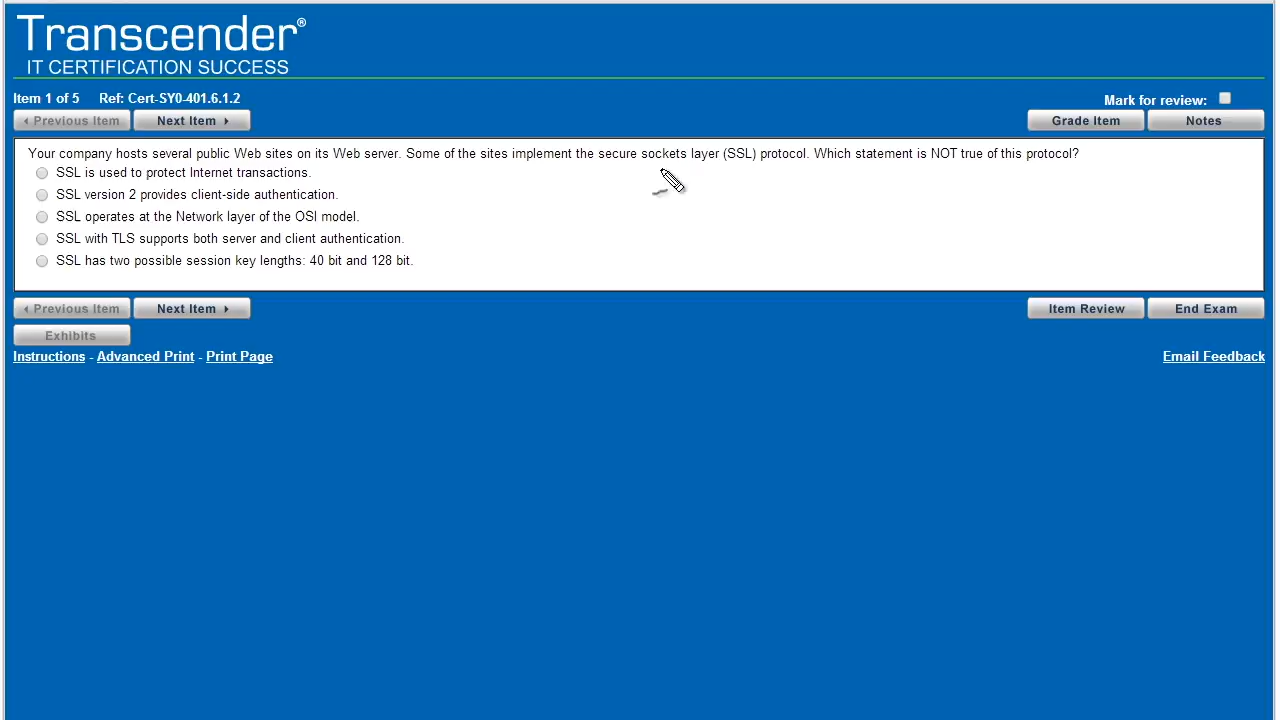 Transcender®
IT CERTIFICATION SUCCESS
Item 1 of 5 Ref: Cert-SY0-401.6.1.2
Mark for review:
Previous Item Next Item Grade Item Notes
Your company hosts several public Web sites on its Web server. Some of the sites implement the secure sockets layer (SSL) protocol. Which statement is NOT true of this protocol?
SSL is used to protect Internet transactions.
SSL version 2 provides client-side authentication.
SSL operates at the Network layer of the OSI model.
SSL with TLS supports both server and client authentication.
SSL has two possible session key lengths: 40 bit and 128 bit.
Previous Item Next Item Item Review End Exam
Exhibits
Instructions - Advanced Print - Print Page Email Feedback